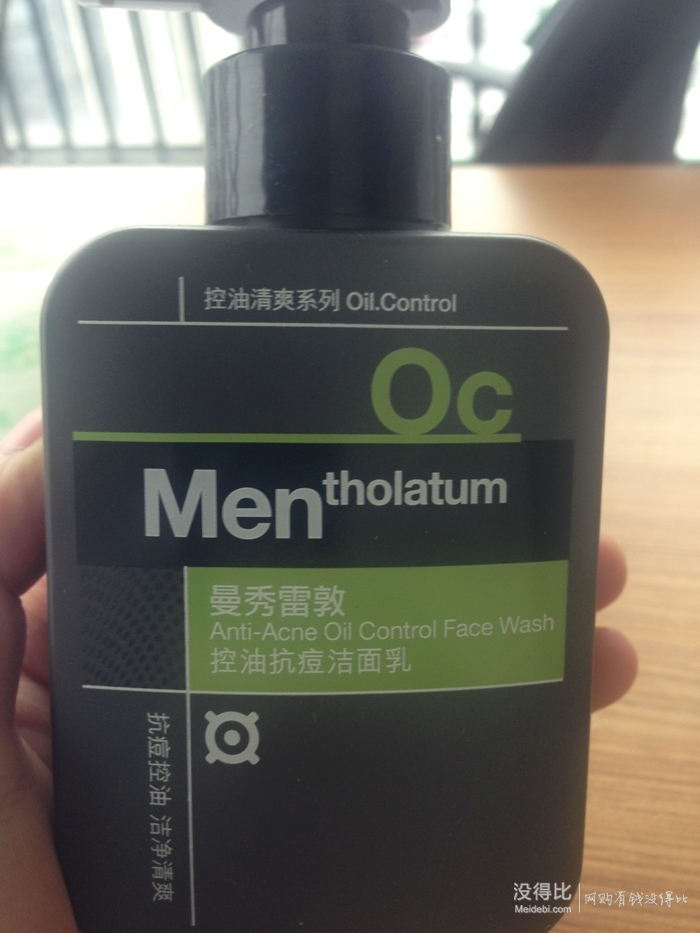 控油清爽系列 Oil.Control
Oc
Mentholatum
曼秀雷敦
Anti-Acne Oil Control Face Wash
控油抗痘洁面乳
抗痘控油 洁净清爽
没得比
Meidebi.com
网购有钱没得比